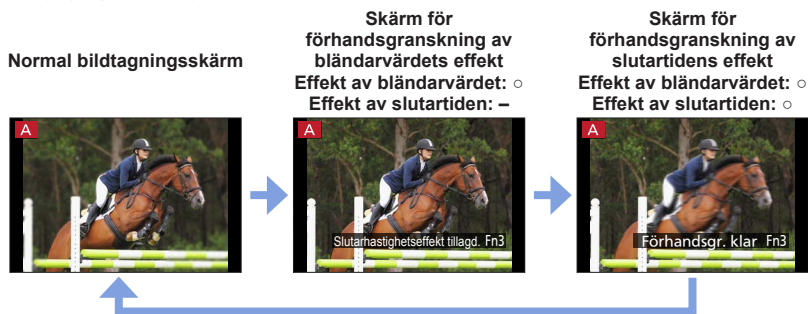 Normal bildtagningsskärm
Skärm för
förhandsgranskning av
bländarvärdets effekt
Effekt av bländarvärdet: ○
Effekt av slutartiden: –
Skärm för
förhandsgranskning av
slutartidens effekt
Effekt av bländarvärdet: ○
Effekt av slutartiden: ○
A
A
Slutarhastighetseffekt tillagd. Fn3
A
Förhandsgr. klar Fn3